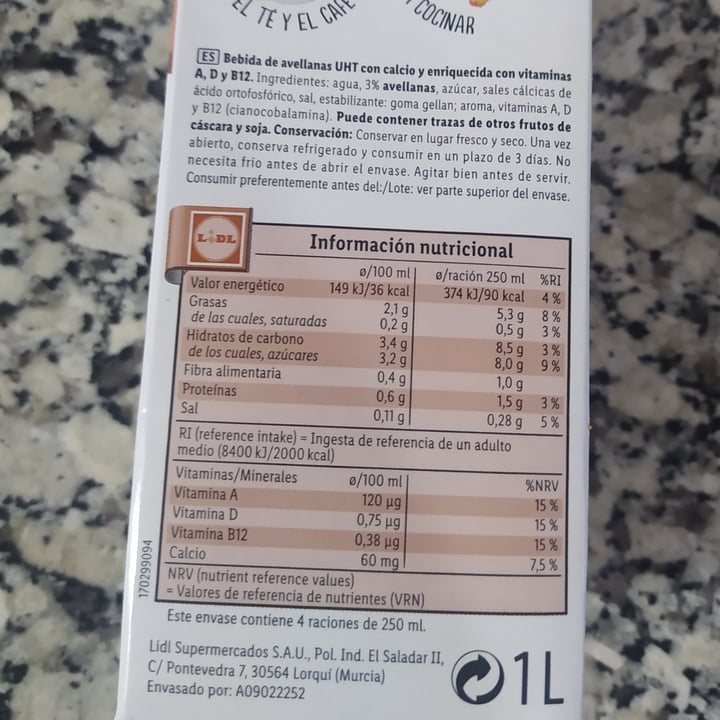 EL TÉ Y EL CAFÉ
COCINAR
ES Bebida de avellanas UHT con calcio y enriquecida con vitaminas
A, D y B12. Ingredientes: agua, 3% avellanas, azúcar, sales cálcicas de
ácido ortofosfórico, sal, estabilizante: goma gellan; aroma, vitaminas A, D
y B12 (cianocobalamina). Puede contener trazas de otros frutos de
cáscara y soja. Conservación: Conservar en lugar fresco y seco. Una vez
abierto, conserva refrigerado y consumir en un plazo de 3 días. No
necesita frio antes de abrir el envase. Agitar bien antes de servir.
Consumir preferentemente antes del:/Lote: ver parte superior del envase.
LIDL
Información nutricional
ø/100 ml ø/ración 250 ml %RI
Valor energético 149 kJ/36 kcal 374 kJ/90 kcal 4 %
Grasas 2,1 g 5,3 g 8 %
de las cuales, saturadas 0,2 g 0,5 g 3 %
Hidratos de carbono 3,4 g 8,5 g 3 %
de los cuales, azúcares 3,2 g 8,0 g 9 %
Fibra alimentaria 0,4 g 1,0 g
Proteínas 0,6 g 1,5 g 3 %
Sal 0,11 g 0,28 g 5 %
RI (reference intake) = Ingesta de referencia de un adulto
medio (8400 kJ/2000 kcal)
Vitaminas/Minerales ø/100 ml %NRV
Vitamina A 120 µg 15 %
Vitamina D 0,75 µg 15 %
Vitamina B12 0,38 µg 15 %
Calcio 60 mg 7,5 %
NRV (nutrient reference values)
= Valores de referencia de nutrientes (VRN)
Este envase contiene 4 raciones de 250 ml.
170299094
Lidl Supermercados S.A.U., Pol. Ind. El Saladar II,
C/ Pontevedra 7, 30564 Lorquí (Murcia)
Envasado por: A09022252
1L